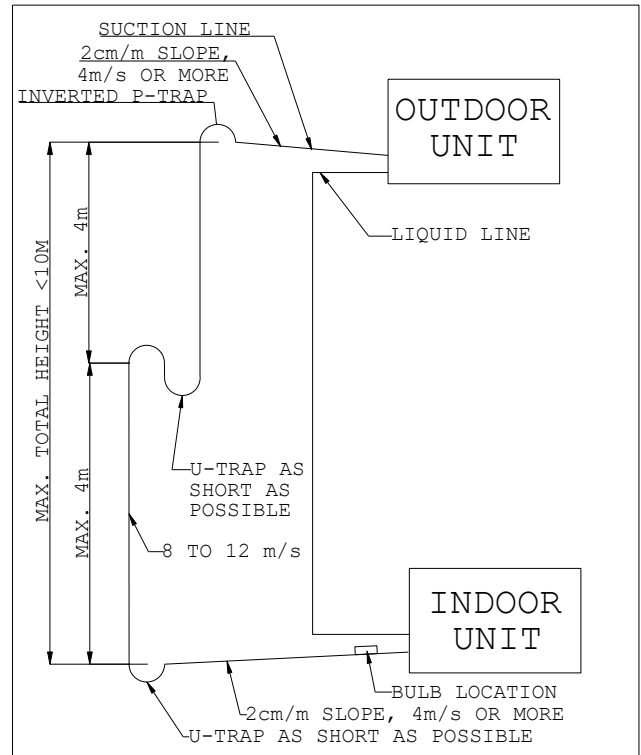 SUCTION LINE
2cm/m SLOPE,
4m/s OR MORE
INVERTED P-TRAP
OUTDOOR
UNIT
LIQUID LINE
MAX. 4m
MAX. TOTAL HEIGHT <10M
MAX. 4m
U-TRAP AS
SHORT AS
POSSIBLE
8 TO 12 m/s
INDOOR
UNIT
BULB LOCATION
2cm/m SLOPE, 4m/s OR MORE
U-TRAP AS SHORT AS POSSIBLE